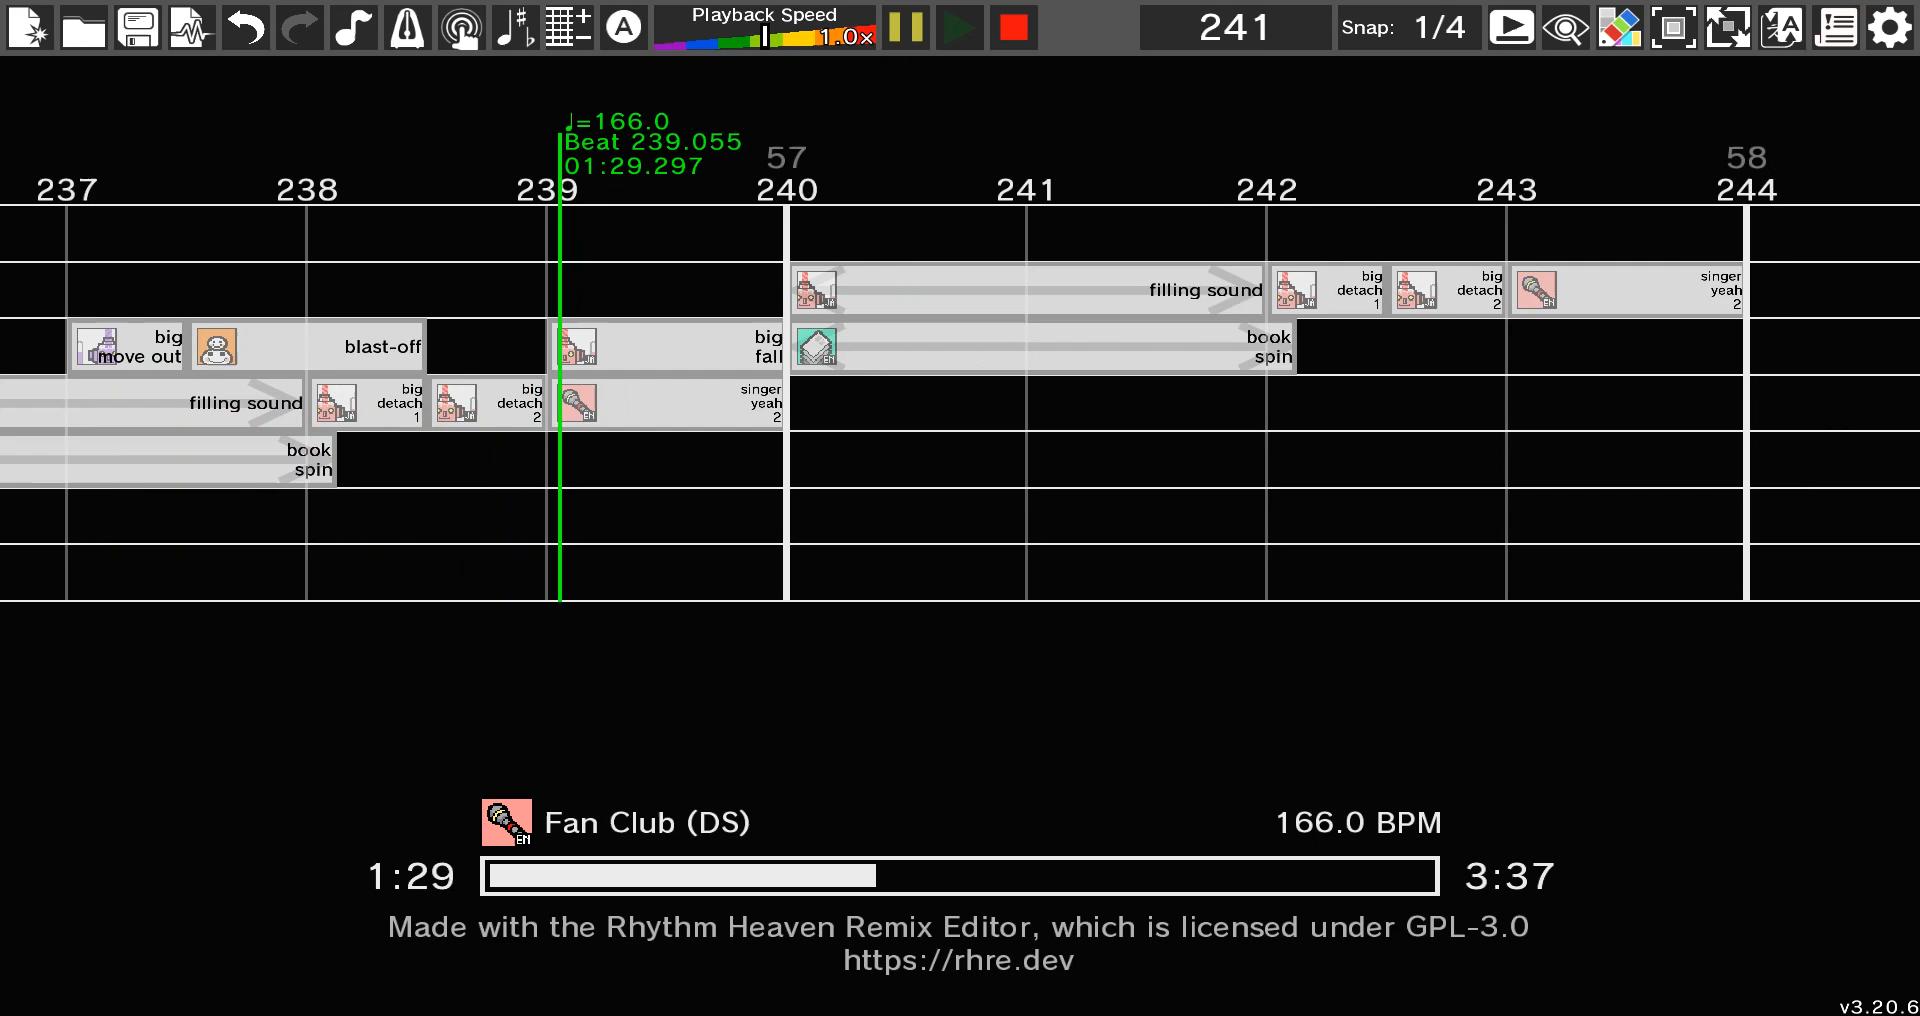 Playback Speed
1.0x
241
Snap: 1/4
A
♩=166.0
Beat 239.055
01:29.297
57
58
237
238
239
240
241
242
243
244
filling sound
big
detach
1
big
detach
2
singer
yeah
2
big
move out
blast-off
big
fall
book
spin
filling sound
big
detach
1
big
detach
2
singer
yeah
2
book
spin
EN
Fan Club (DS)
166.0 BPM
1:29
3:37
Made with the Rhythm Heaven Remix Editor, which is licensed under GPL-3.0
https://rhre.dev
v3.20.6